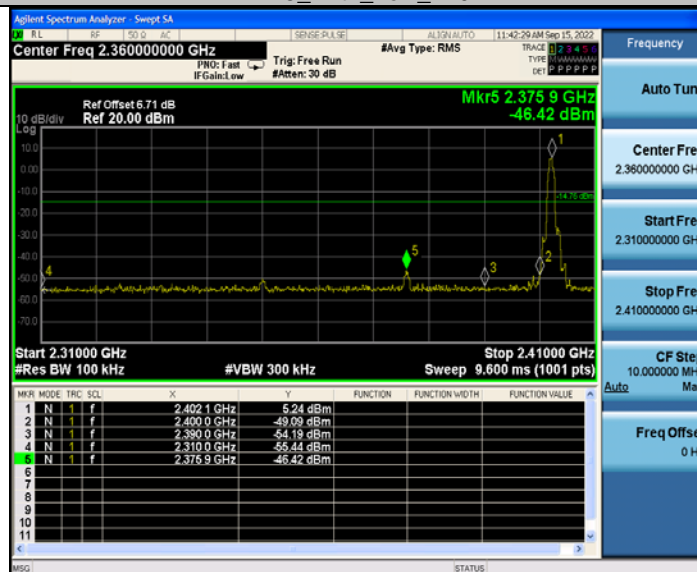 Agilent Spectrum Analyzer - Swept SA
RL RF 50 Ω AC SENSE:PULSE ALIGN AUTO 11:42:29 AM Sep 15, 2022
Center Freq 2.360000000 GHz
PNO: Fast
IFGain:Low
Trig: Free Run
#Atten: 30 dB
#Avg Type: RMS
TRACE 1 2 3 4 5 6
TYPE M
DET P P P P P P
Ref Offset 6.71 dB
10 dB/div Ref 20.00 dBm
Log
Mkr5 2.375 9 GHz
-46.42 dBm
10.0
0.00
-10.0
-20.0
-30.0
-40.0
-50.0
-60.0
-70.0
-14.76 dBm
1
2
3
4
5
Start 2.31000 GHz Stop 2.41000 GHz
#Res BW 100 kHz #VBW 300 kHz Sweep 9.600 ms (1001 pts)
MKR MODE TRC SCL X Y FUNCTION FUNCTION WIDTH FUNCTION VALUE
1 N 1 f 2.402 1 GHz 5.24 dBm
2 N 1 f 2.400 0 GHz -49.09 dBm
3 N 1 f 2.390 0 GHz -54.19 dBm
4 N 1 f 2.310 0 GHz -55.44 dBm
5 N 1 f 2.375 9 GHz -46.42 dBm
6
7
8
9
10
11
MSG STATUS
Frequency
Auto Tun
Center Fre
2.360000000 GH
Start Fre
2.310000000 GH
Stop Fre
2.410000000 GH
CF Ste
10.000000 MH
Auto Ma
Freq Offse
0 H